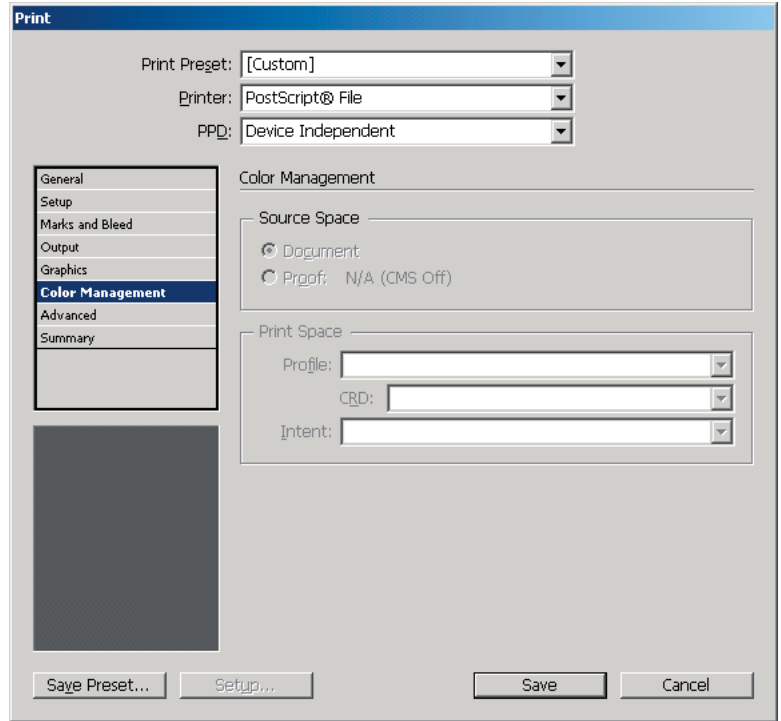 Print
Print Preset: [Custom]
Printer: PostScript® File
PPD: Device Independent
General
Setup
Marks and Bleed
Output
Graphics
Color Management
Advanced
Summary
Color Management
Source Space
Document
Proof: N/A (CMS Off)
Print Space
Profile:
CRD:
Intent:
Save Preset... Setup... Save Cancel